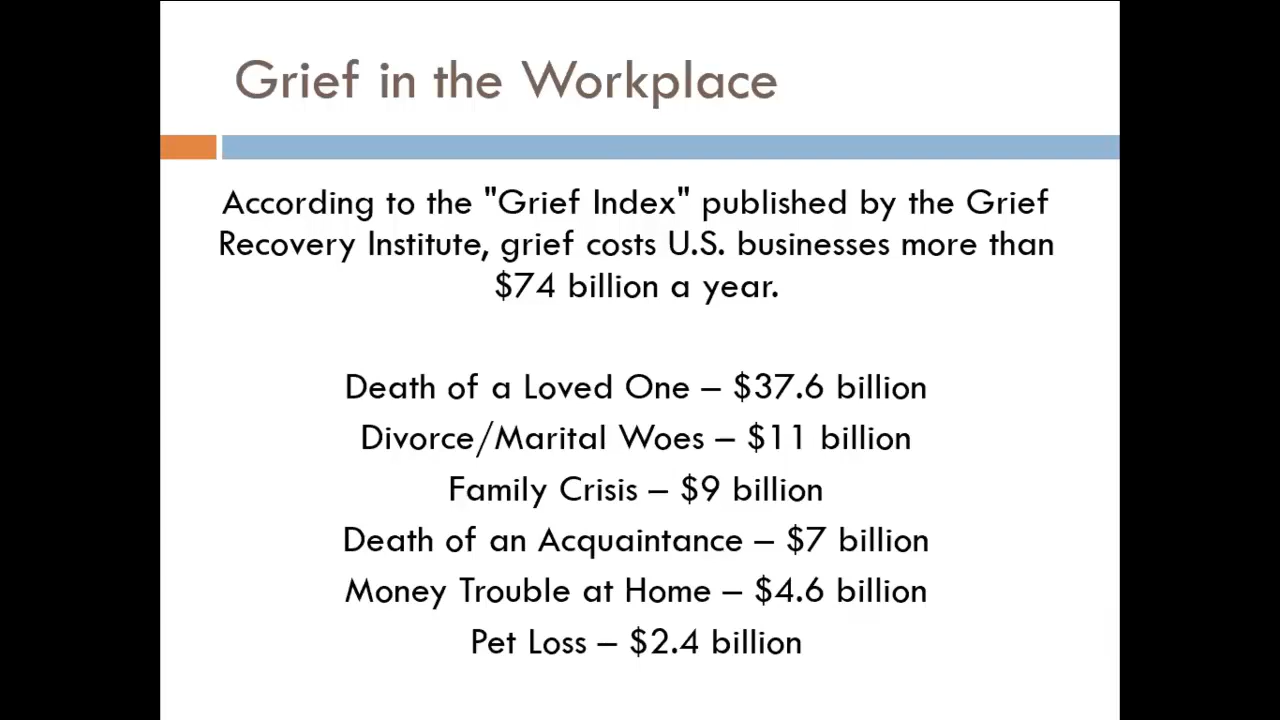 Grief in the Workplace
According to the "Grief Index" published by the Grief
Recovery Institute, grief costs U.S. businesses more than
$74 billion a year.
Death of a Loved One – $37.6 billion
Divorce/Marital Woes – $11 billion
Family Crisis – $9 billion
Death of an Acquaintance – $7 billion
Money Trouble at Home – $4.6 billion
Pet Loss – $2.4 billion